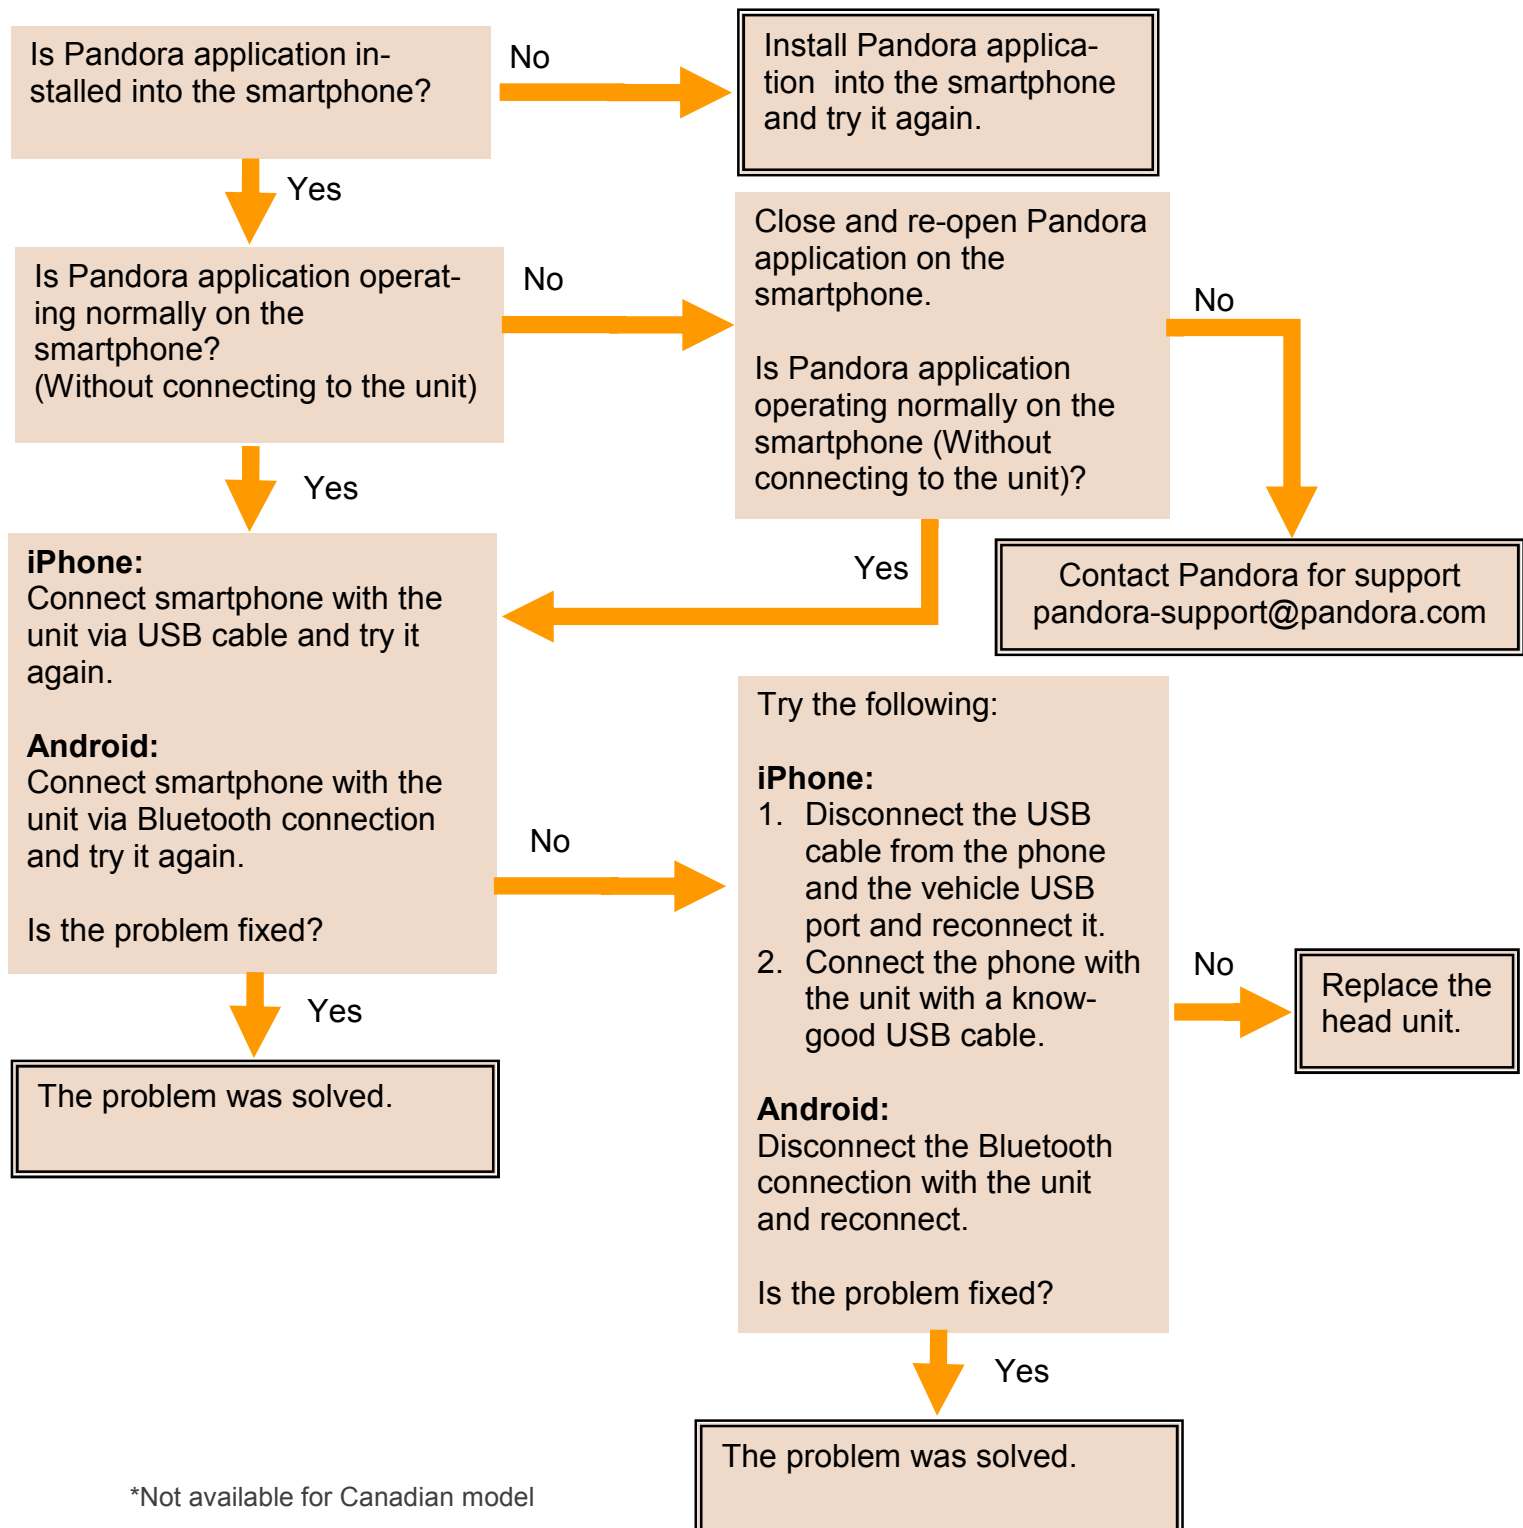 Is Pandora application in-
stalled into the smartphone?
No
Install Pandora applica-
tion  into the smartphone
and try it again.
Yes
Is Pandora application operat-
ing normally on the
smartphone?
(Without connecting to the unit)
No
Close and re-open Pandora
application on the
smartphone.
Is Pandora application
operating normally on the
smartphone (Without
connecting to the unit)?
No
Yes
Yes
Contact Pandora for support
pandora-support@pandora.com
iPhone:
Connect smartphone with the
unit via USB cable and try it
again.
Android:
Connect smartphone with the
unit via Bluetooth connection
and try it again.
Is the problem fixed?
No
Try the following:
iPhone:
1. Disconnect the USB
cable from the phone
and the vehicle USB
port and reconnect it.
2. Connect the phone with
the unit with a know-
good USB cable.
Android:
Disconnect the Bluetooth
connection with the unit
and reconnect.
Is the problem fixed?
No
Replace the
head unit.
Yes
The problem was solved.
Yes
The problem was solved.
*Not available for Canadian model